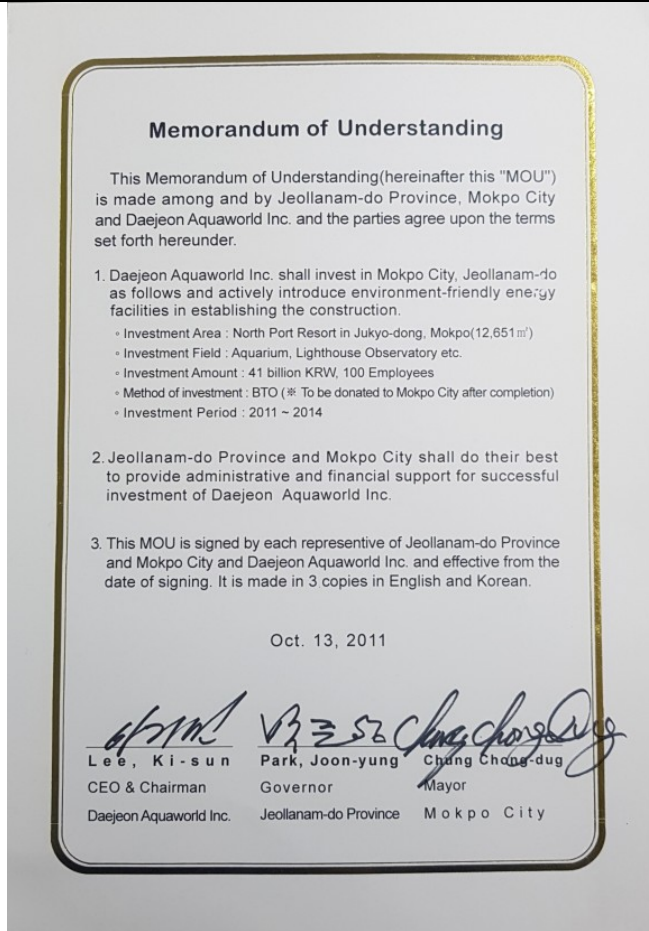 Memorandum of Understanding
This Memorandum of Understanding(hereinafter this "MOU")
is made among and by Jeollanam-do Province, Mokpo City
and Daejeon Aquaworld Inc. and the parties agree upon the terms
set forth hereunder.
1. Daejeon Aquaworld Inc. shall invest in Mokpo City, Jeollanam-do
as follows and actively introduce environment-friendly energy
facilities in establishing the construction.
◦ Investment Area : North Port Resort in Jukyo-dong, Mokpo(12,651㎡)
◦ Investment Field : Aquarium, Lighthouse Observatory etc.
◦ Investment Amount : 41 billion KRW, 100 Employees
◦ Method of investment : BTO (※ To be donated to Mokpo City after completion)
◦ Investment Period : 2011 ~ 2014
2. Jeollanam-do Province and Mokpo City shall do their best
to provide administrative and financial support for successful
investment of Daejeon Aquaworld Inc.
3. This MOU is signed by each representive of Jeollanam-do Province
and Mokpo City and Daejeon Aquaworld Inc. and effective from the
date of signing. It is made in 3 copies in English and Korean.
Oct. 13, 2011
Chung Chong Dug
Lee, Ki-sun Park, Joon-yung Chung Chong-dug
CEO & Chairman Governor Mayor
Daejeon Aquaworld Inc. Jeollanam-do Province Mokpo City